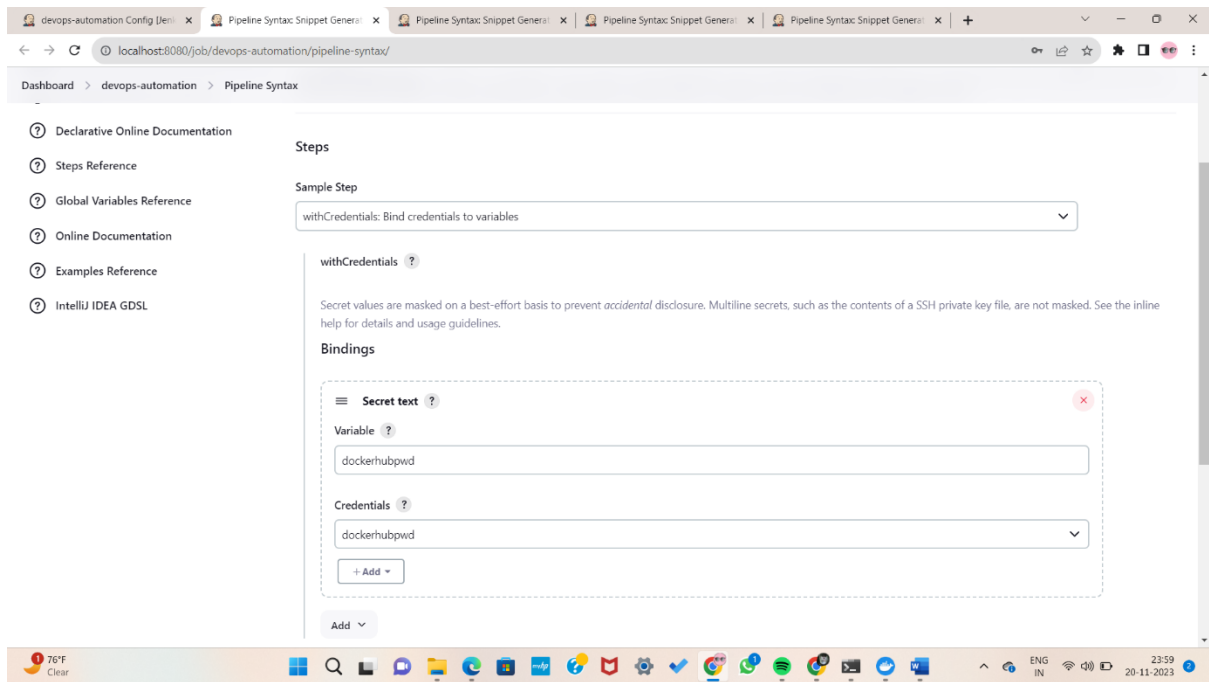 devops-automation Config [Jen
Pipeline Syntax: Snippet Generat
Pipeline Syntax: Snippet Generat
Pipeline Syntax: Snippet Generat
Pipeline Syntax: Snippet Generat
localhost:8080/job/devops-automation/pipeline-syntax/
Dashboard > devops-automation > Pipeline Syntax
Declarative Online Documentation
Steps Reference
Global Variables Reference
Online Documentation
Examples Reference
IntelliJ IDEA GDSL
Steps
Sample Step
withCredentials: Bind credentials to variables
withCredentials ?
Secret values are masked on a best-effort basis to prevent accidental disclosure. Multiline secrets, such as the contents of a SSH private key file, are not masked. See the inline
help for details and usage guidelines.
Bindings
Secret text ?
Variable ?
dockerhubpwd
Credentials ?
dockerhubpwd
+ Add
Add
1
76°F
Clear
myhp
ENG
IN
23:59
20-11-2023
2